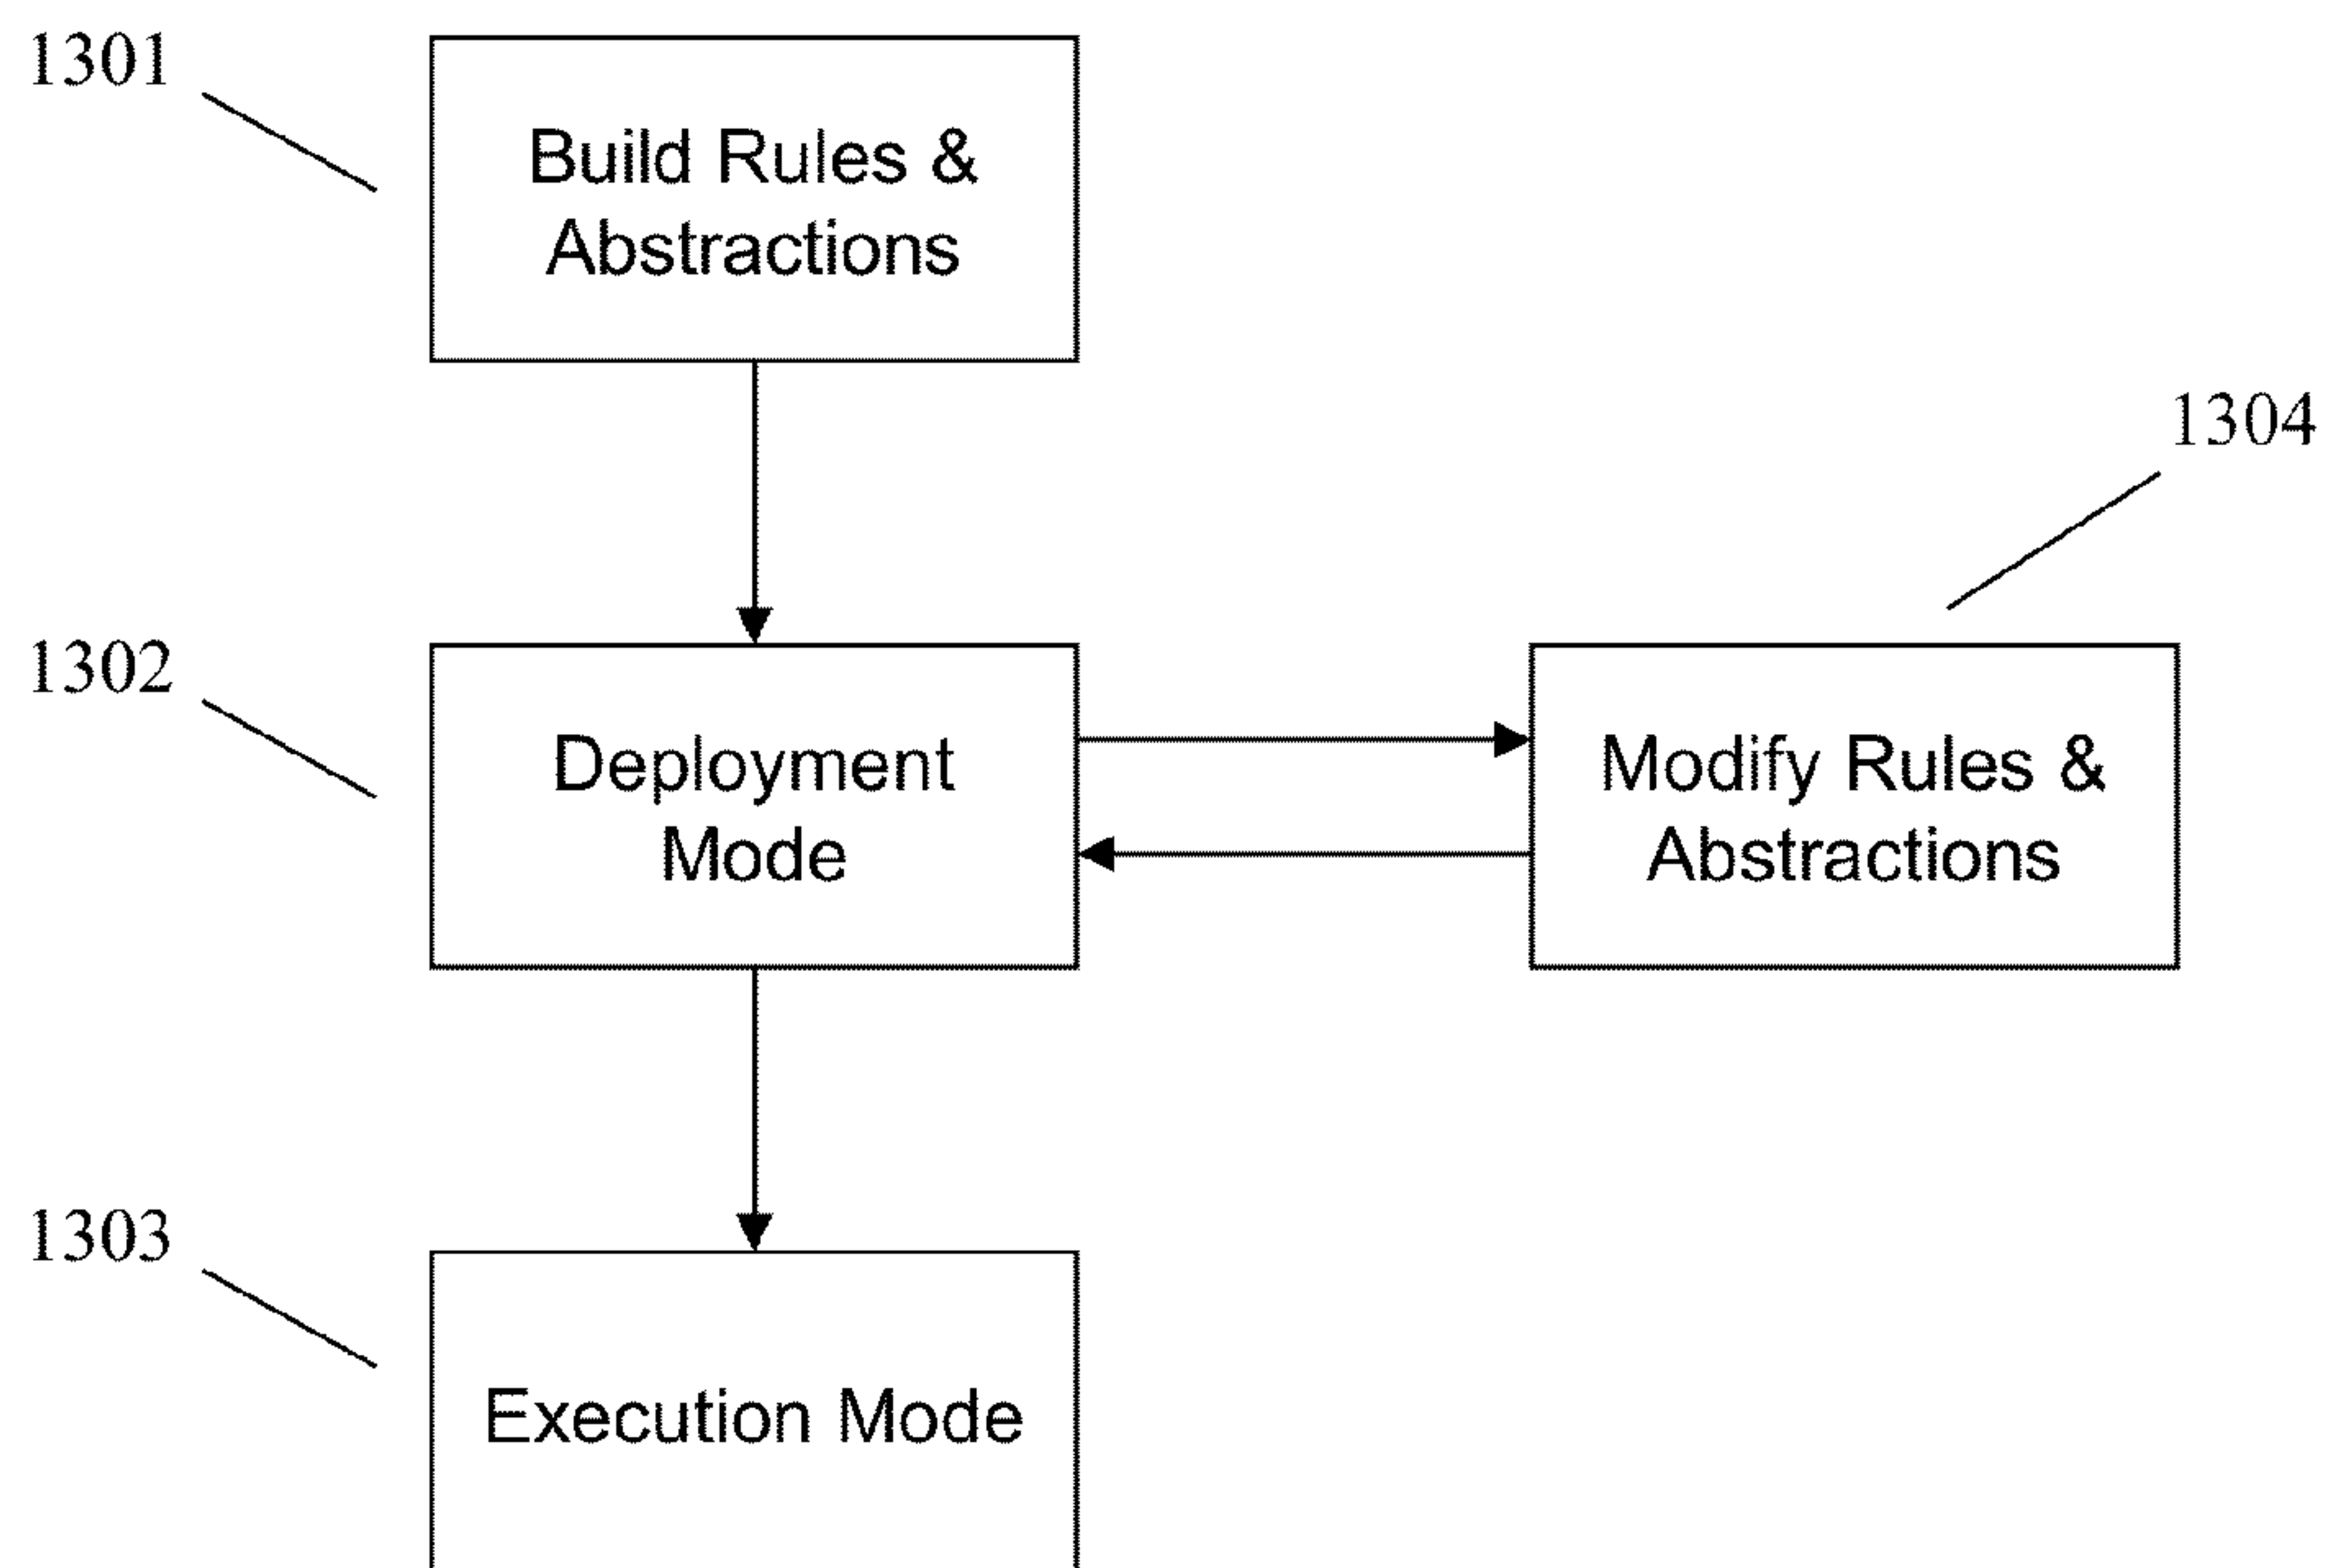 1301
Build Rules &
Abstractions
1304
1302
Deployment
Mode
Modify Rules &
Abstractions
1303
Execution Mode